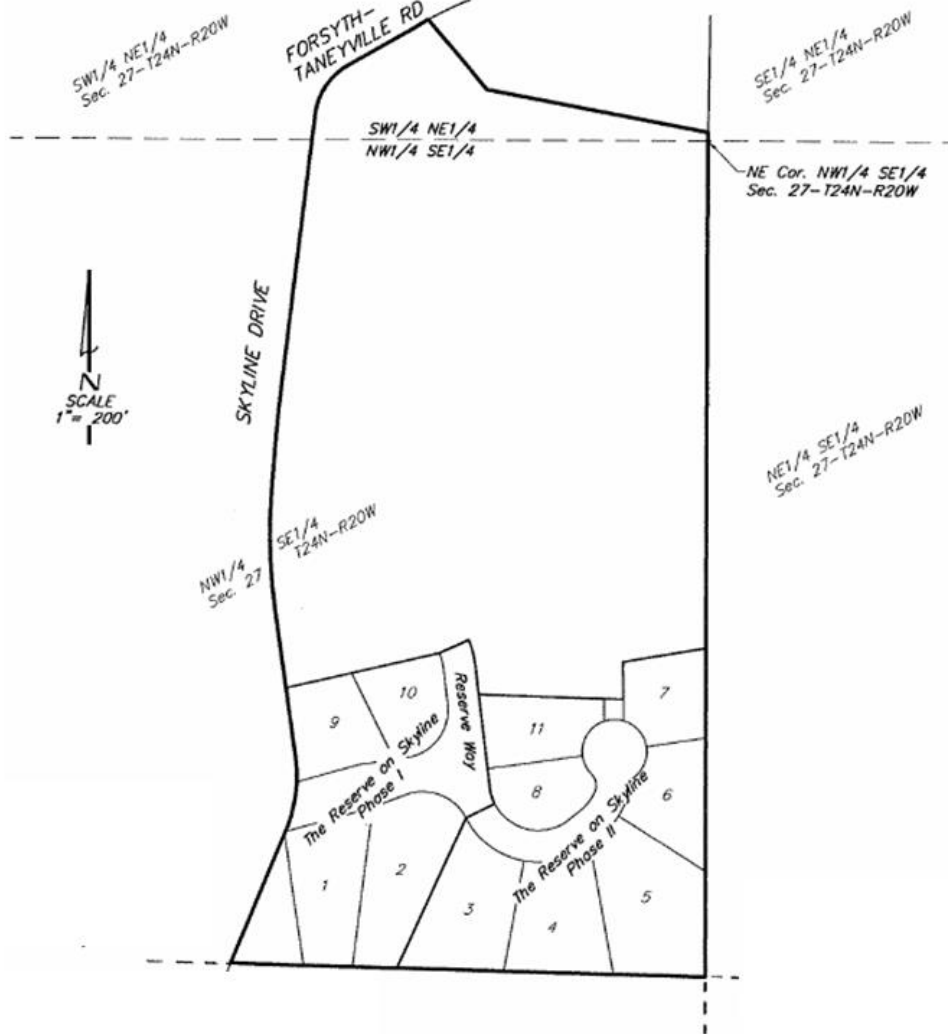 FORSYTH-
TANEYVILLE RD
SW1/4 NE1/4
Sec. 27-T24N-R20W
SE1/4 NE1/4
Sec. 27-T24N-R20W
SW1/4 NE1/4
NW1/4 SE1/4
NE Cor. NW1/4 SE1/4
Sec. 27-T24N-R20W
SKYLINE DRIVE
N
SCALE
1"= 200'
NE1/4 SE1/4
Sec. 27-T24N-R20W
NW1/4 SE1/4
Sec. 27 T24N-R20W
7
10
9
Reserve Way
11
The Reserve on Skyline
Phase I
8
6
The Reserve on Skyline
Phase II
1
2
3
4
5